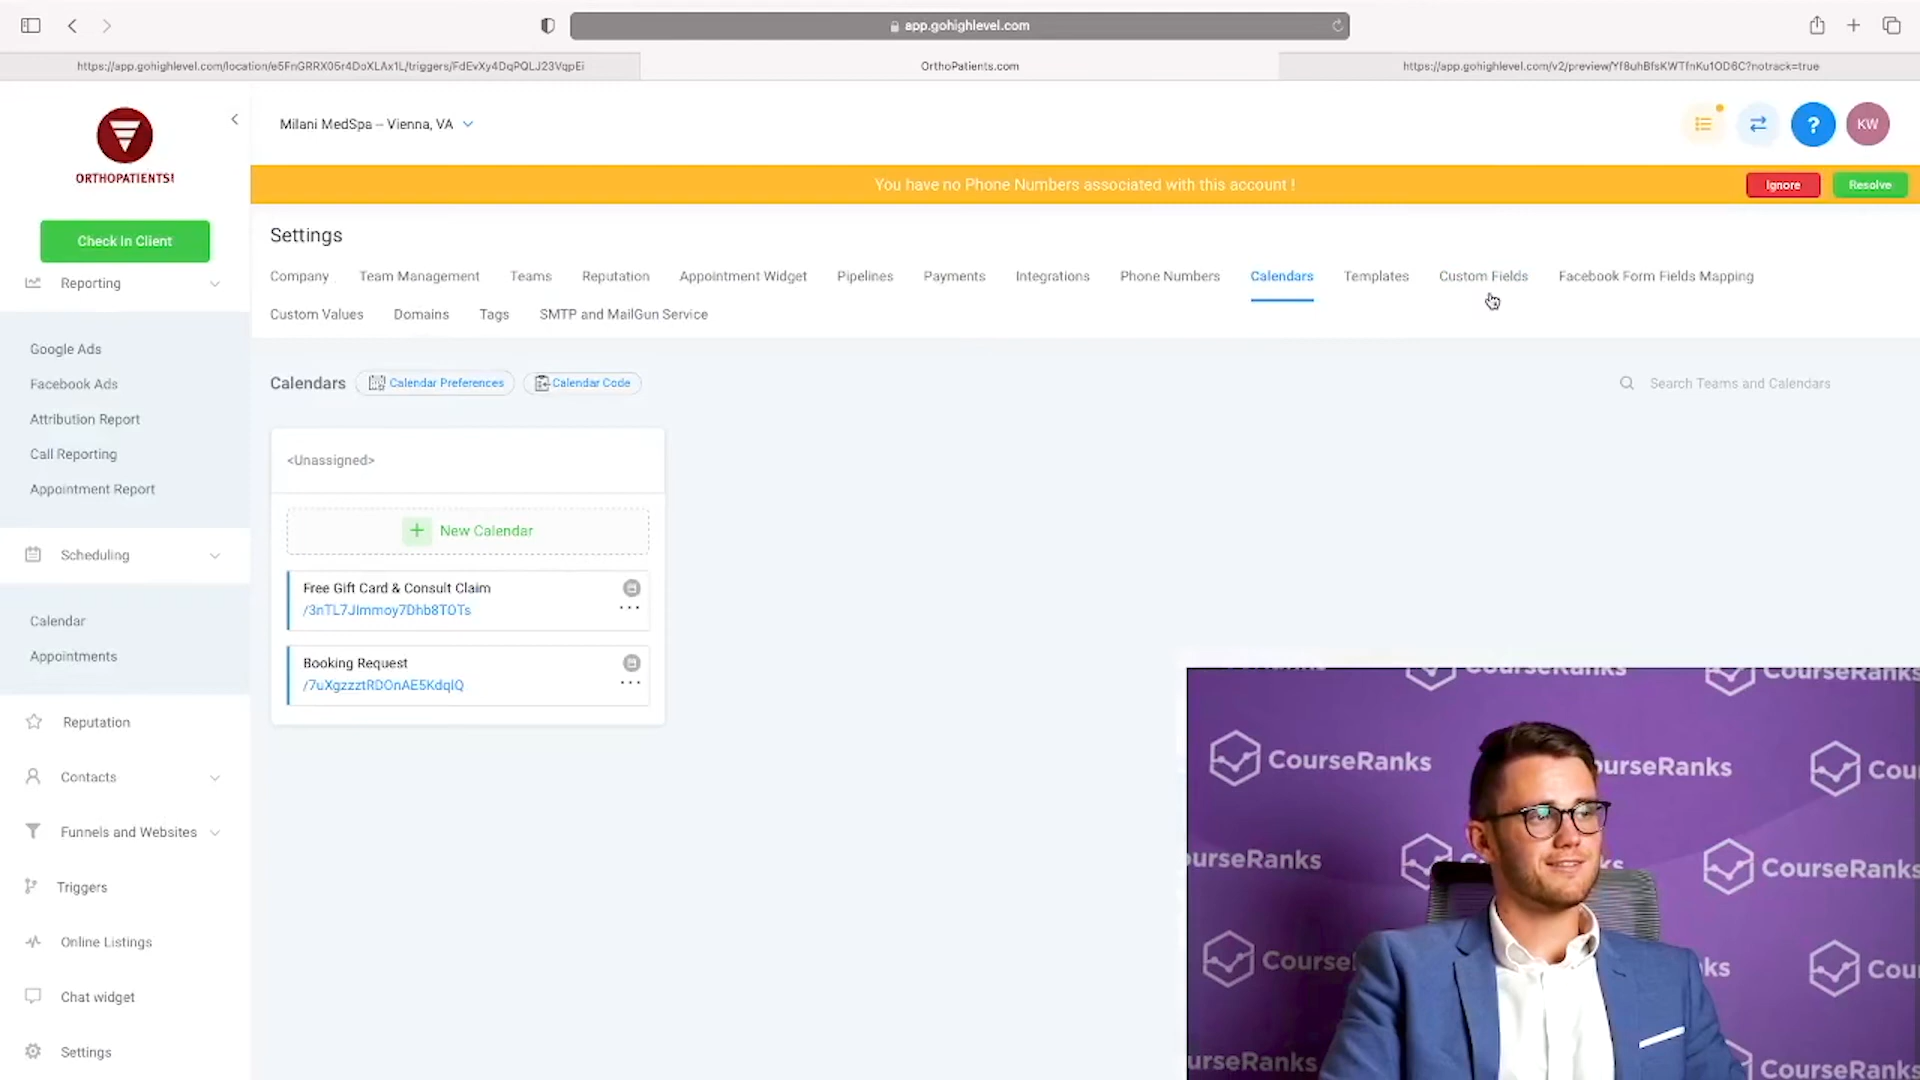 app.gohighlevel.com
https://app.gohighlevel.com/location/e5FnGRRX05r4DoXLAx1L/triggers/FdEvXy4DqPQLJ23VqpEi
OrthoPatients.com
https://app.gohighlevel.com/v2/preview/Yf8uhBfsKWTfnKu1OD6C?notrack=true
ORTHOPATIENTS!
Milani MedSpa – Vienna, VA
?
KW
You have no Phone Numbers associated with this account !
Ignore
Resolve
Check In Client
Reporting
Google Ads
Facebook Ads
Attribution Report
Call Reporting
Appointment Report
Scheduling
Calendar
Appointments
Reputation
Contacts
Funnels and Websites
Triggers
Online Listings
Chat widget
Settings
Settings
Company
Team Management
Teams
Reputation
Appointment Widget
Pipelines
Payments
Integrations
Phone Numbers
Calendars
Templates
Custom Fields
Facebook Form Fields Mapping
Custom Values
Domains
Tags
SMTP and MailGun Service
Calendars
Calendar Preferences
Calendar Code
Search Teams and Calendars
<Unassigned>
+ New Calendar
Free Gift Card & Consult Claim
/3nTL7JImmoy7Dhb8TOTs
Booking Request
/7uXgzzztRDOnAE5KdqlQ
CourseRanks
CourseRanks
CourseRanks
urseRanks
Cou
urseRanks
ks
CourseRanks
Course
ks
Cou
urseRanks
CourseRanks